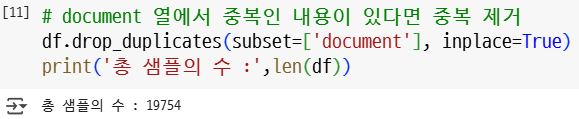 [11] # document 열에서 중복인 내용이 있다면 중복 제거
df.drop_duplicates(subset=['document'], inplace=True)
print('총 샘플의 수 :',len(df))
총 샘플의 수 : 19754